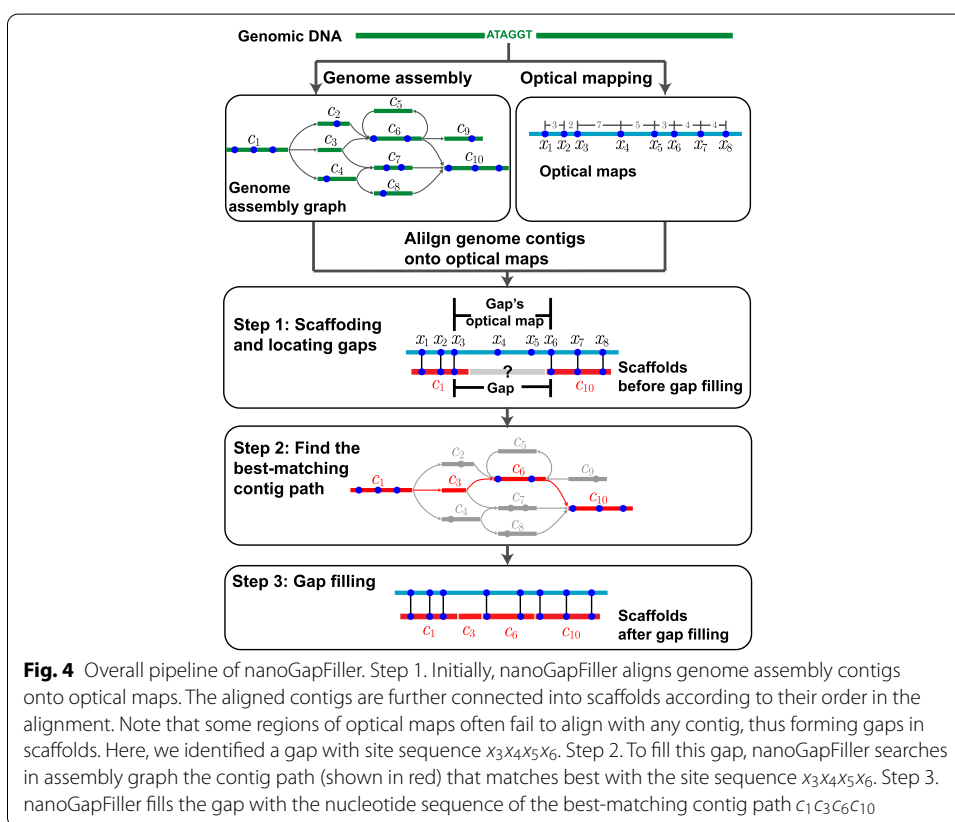 Genomic DNA ATAGGT
Genome assembly Optical mapping
c5
c2
c1 c3 c6 c9
c7 c10
c4
c8
Genome
assembly graph
3 2 7 5 3 4 4
x1 x2 x3 x4 x5 x6 x7 x8
Optical maps
Alilgn genome contigs
onto optical maps
Step 1: Scaffoding
and locating gaps
Gap's
optical map
x1 x2 x3 x4 x5 x6 x7 x8
?
c1 Gap c10
Scaffolds
before gap filling
Step 2: Find the
best-matching
contig path
c5
c2
c1 c3 c6 c9
c7 c10
c4
c8
Step 3: Gap filling
c1 c3 c6 c10
Scaffolds
after gap filling
Fig. 4 Overall pipeline of nanoGapFiller. Step 1. Initially, nanoGapFiller aligns genome assembly contigs
onto optical maps. The aligned contigs are further connected into scaffolds according to their order in the
alignment. Note that some regions of optical maps often fail to align with any contig, thus forming gaps in
scaffolds. Here, we identified a gap with site sequence x3x4x5x6. Step 2. To fill this gap, nanoGapFiller searches
in assembly graph the contig path (shown in red) that matches best with the site sequence x3x4x5x6. Step 3.
nanoGapFiller fills the gap with the nucleotide sequence of the best-matching contig path c1c3c6c10